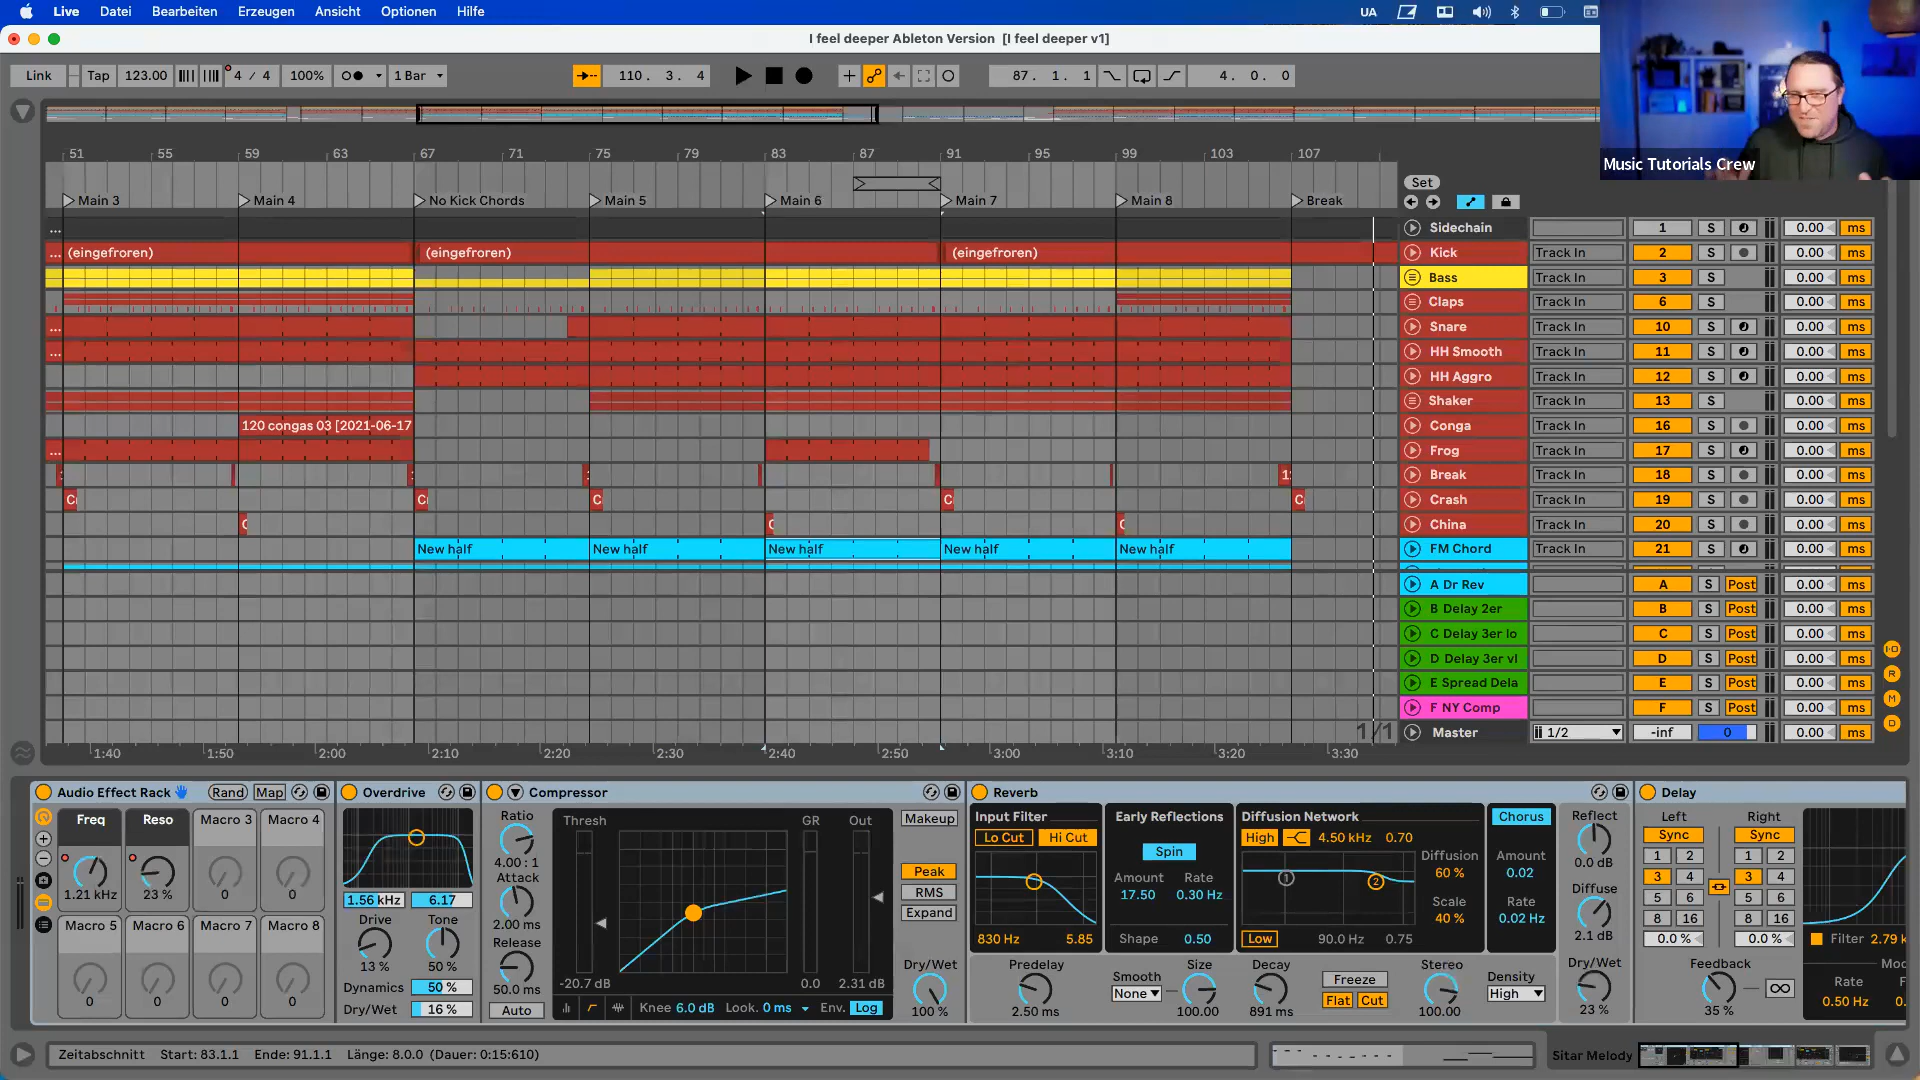 Live Datei Bearbeiten Erzeugen Ansicht Optionen Hilfe UA
I feel deeper Ableton Version [I feel deeper v1]
Link Tap 123.00 4 / 4 100% 1 Bar 110. 3. 4 87. 1. 1 4. 0. 0
Music Tutorials Crew
51 55 59 63 67 71 75 79 83 87 91 95 99 103 107
Set
Main 3 Main 4 No Kick Chords Main 5 Main 6 Main 7 Main 8 Break
... Sidechain 1 S 0.00 ms
... (eingefroren) (eingefroren) (eingefroren) Kick Track In 2 S 0.00 ms
Bass Track In 3 S 0.00 ms
Claps Track In 6 S 0.00 ms
... Snare Track In 10 S 0.00 ms
... HH Smooth Track In 11 S 0.00 ms
HH Aggro Track In 12 S 0.00 ms
Shaker Track In 13 S 0.00 ms
120 congas 03 [2021-06-17 Conga Track In 16 S 0.00 ms
... Frog Track In 17 S 0.00 ms
Break Track In 18 S 0.00 ms
Crash Track In 19 S 0.00 ms
China Track In 20 S 0.00 ms
New half New half New half New half New half FM Chord Track In 21 S 0.00 ms
A Dr Rev A S Post 0.00 ms
B Delay 2er B S Post 0.00 ms
C Delay 3er lo C S Post 0.00 ms
D Delay 3er vl D S Post 0.00 ms
E Spread Dela E S Post 0.00 ms
F NY Comp F S Post 0.00 ms
1/1 Master 1/2 -inf 0 0.00 ms
1:40 1:50 2:00 2:10 2:20 2:30 2:40 2:50 3:00 3:10 3:20 3:30
I·O
R
M
D
Audio Effect Rack Rand Map
Freq Reso Macro 3 Macro 4
1.21 kHz 23 % 0 0
Macro 5 Macro 6 Macro 7 Macro 8
0 0 0 0
Overdrive
1.56 kHz 6.17
Drive Tone
13 % 50 %
Dynamics 50 %
Dry/Wet 16 %
Compressor
Ratio
4.00 : 1
Attack
2.00 ms
Release
50.0 ms
Auto
Thresh GR Out
-20.7 dB 0.0 2.31 dB
Knee 6.0 dB Look. 0 ms Env. Log
Makeup
Peak
RMS
Expand
Dry/Wet
100 %
Reverb
Input Filter
Lo Cut Hi Cut
830 Hz 5.85
Early Reflections
Spin
Amount Rate
17.50 0.30 Hz
Shape 0.50
Diffusion Network
High 4.50 kHz 0.70
1 2
Diffusion
60 %
Scale
40 %
Low 90.0 Hz 0.75
Chorus
Amount
0.02
Rate
0.02 Hz
Reflect
0.0 dB
Diffuse
2.1 dB
Dry/Wet
23 %
Predelay
2.50 ms
Smooth
None
Size
100.00
Decay
891 ms
Freeze
Flat Cut
Stereo
100.00
Density
High
Delay
Left Right
Sync Sync
1 2 1 2
3 4 3 4
5 6 5 6
8 16 8 16
0.0 % 0.0 %
Feedback
35 %
Filter 2.79 k
Rate
0.50 Hz
Zeitabschnitt Start: 83.1.1 Ende: 91.1.1 Länge: 8.0.0 (Dauer: 0:15:610)
Sitar Melody